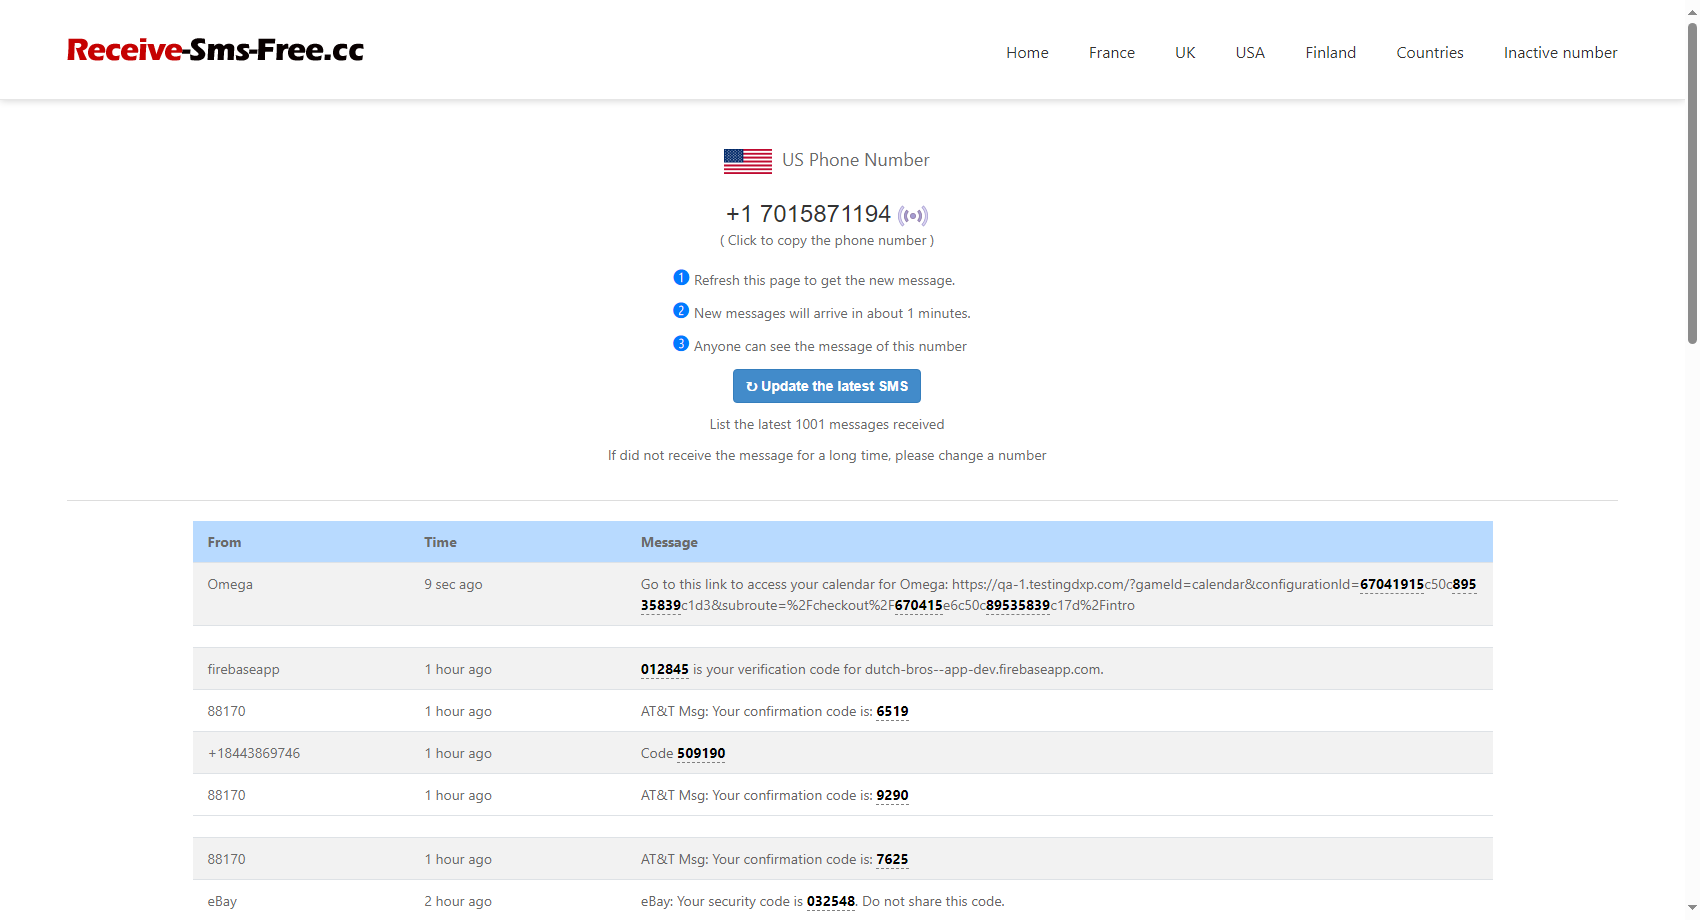 Receive-Sms-Free.cc
Home France UK USA Finland Countries Inactive number
US Phone Number
+1 7015871194
( Click to copy the phone number )
1 Refresh this page to get the new message.
2 New messages will arrive in about 1 minutes.
3 Anyone can see the message of this number
↻ Update the latest SMS
List the latest 1001 messages received
If did not receive the message for a long time, please change a number
From Time Message
Omega 9 sec ago Go to this link to access your calendar for Omega: https://qa-1.testingdxp.com/?gameId=calendar&configurationId=67041915c50c895
35839c1d3&subroute=%2Fcheckout%2F670415e6c50c89535839c17d%2Fintro
firebaseapp 1 hour ago 012845 is your verification code for dutch-bros--app-dev.firebaseapp.com.
88170 1 hour ago AT&T Msg: Your confirmation code is: 6519
+18443869746 1 hour ago Code 509190
88170 1 hour ago AT&T Msg: Your confirmation code is: 9290
88170 1 hour ago AT&T Msg: Your confirmation code is: 7625
eBay 2 hour ago eBay: Your security code is 032548. Do not share this code.